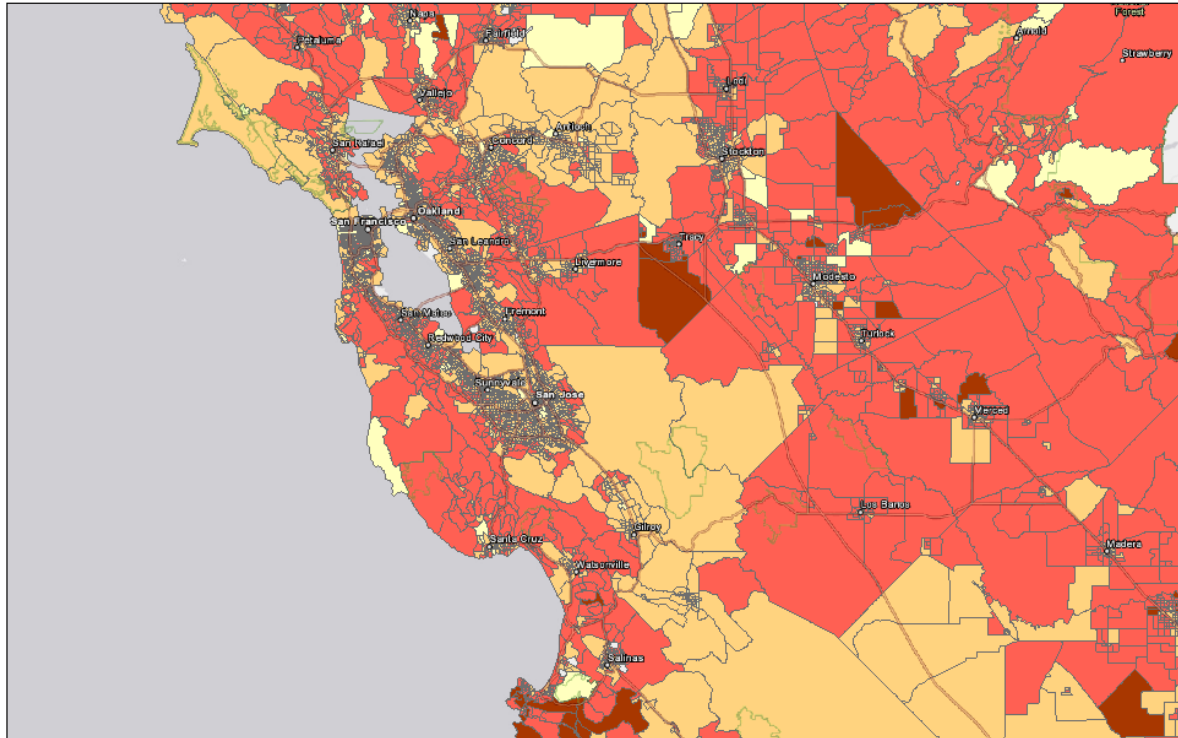 Napa
Forest
Petaluma
Fairfield
Arnold
Strawberry
Vallejo
Lodi
San Rafael
Concord
Antioch
Stockton
San Francisco
Oakland
San Leandro
Tracy
Livermore
Modesto
San Mateo
Fremont
Redwood City
Turlock
Sunnyvale
San Jose
Merced
Los Banos
Gilroy
Santa Cruz
Madera
Watsonville
Salinas